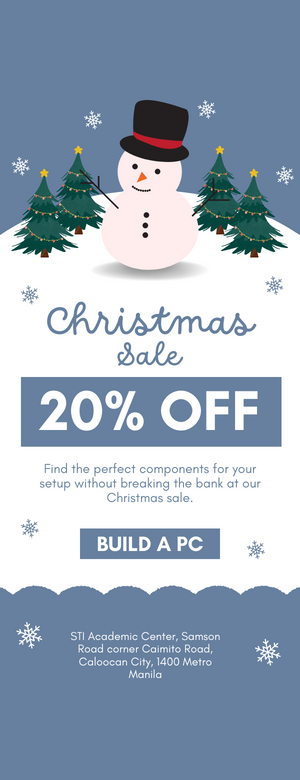 Christmas
Sale
20% OFF
Find the perfect components for your
setup without breaking the bank at our
Christmas sale.
BUILD A PC
STI Academic Center, Samson
Road corner Caimito Road,
Caloocan City, 1400 Metro
Manila